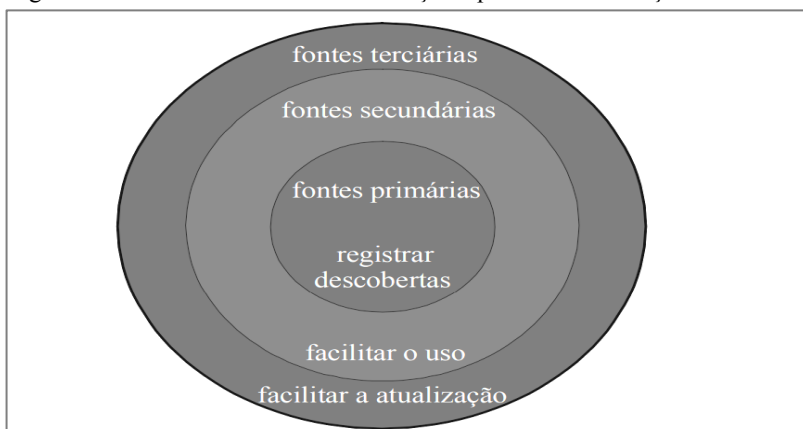 fontes terciárias
fontes secundárias
fontes primárias
registrar
descobertas
facilitar o uso
facilitar a atualização